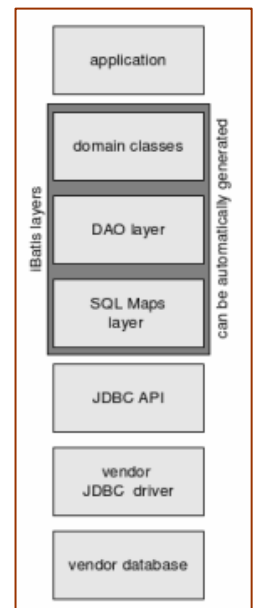 application
domain classes
DAO layer
SQL Maps
layer
iBatis layers
can be automatically generated
JDBC API
vendor
JDBC driver
vendor database